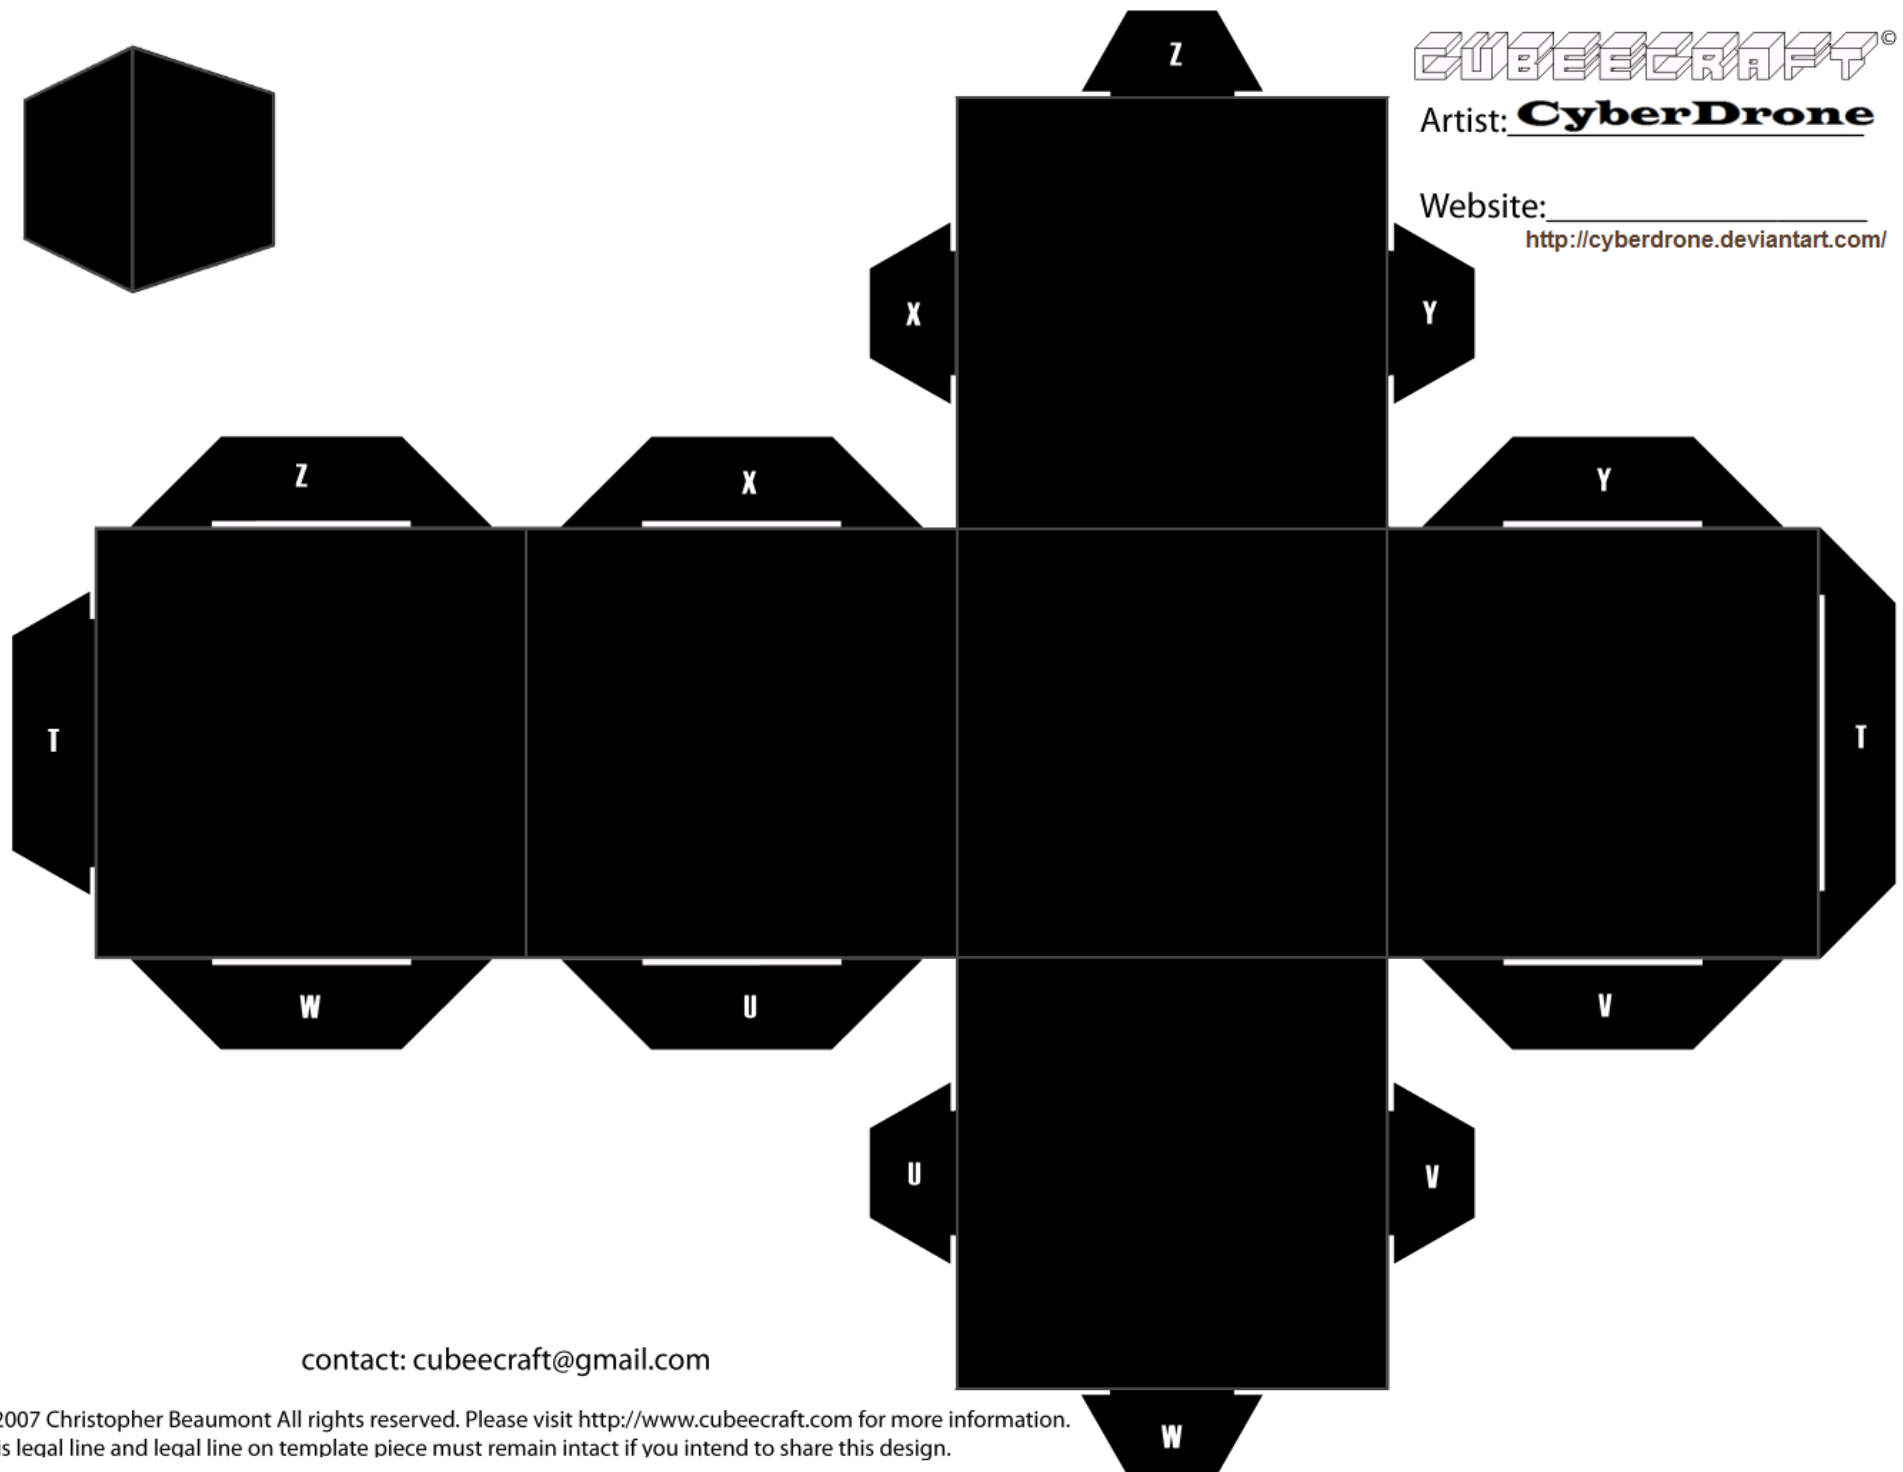 Z
CUBEECRAFT©
Artist: CyberDrone
Website:
http://cyberdrone.deviantart.com/
X
Y
Z
X
Y
T
T
W
U
V
U
V
contact: cubeecraft@gmail.com
2007 Christopher Beaumont All rights reserved. Please visit http://www.cubeecraft.com for more information.
is legal line and legal line on template piece must remain intact if you intend to share this design.
W